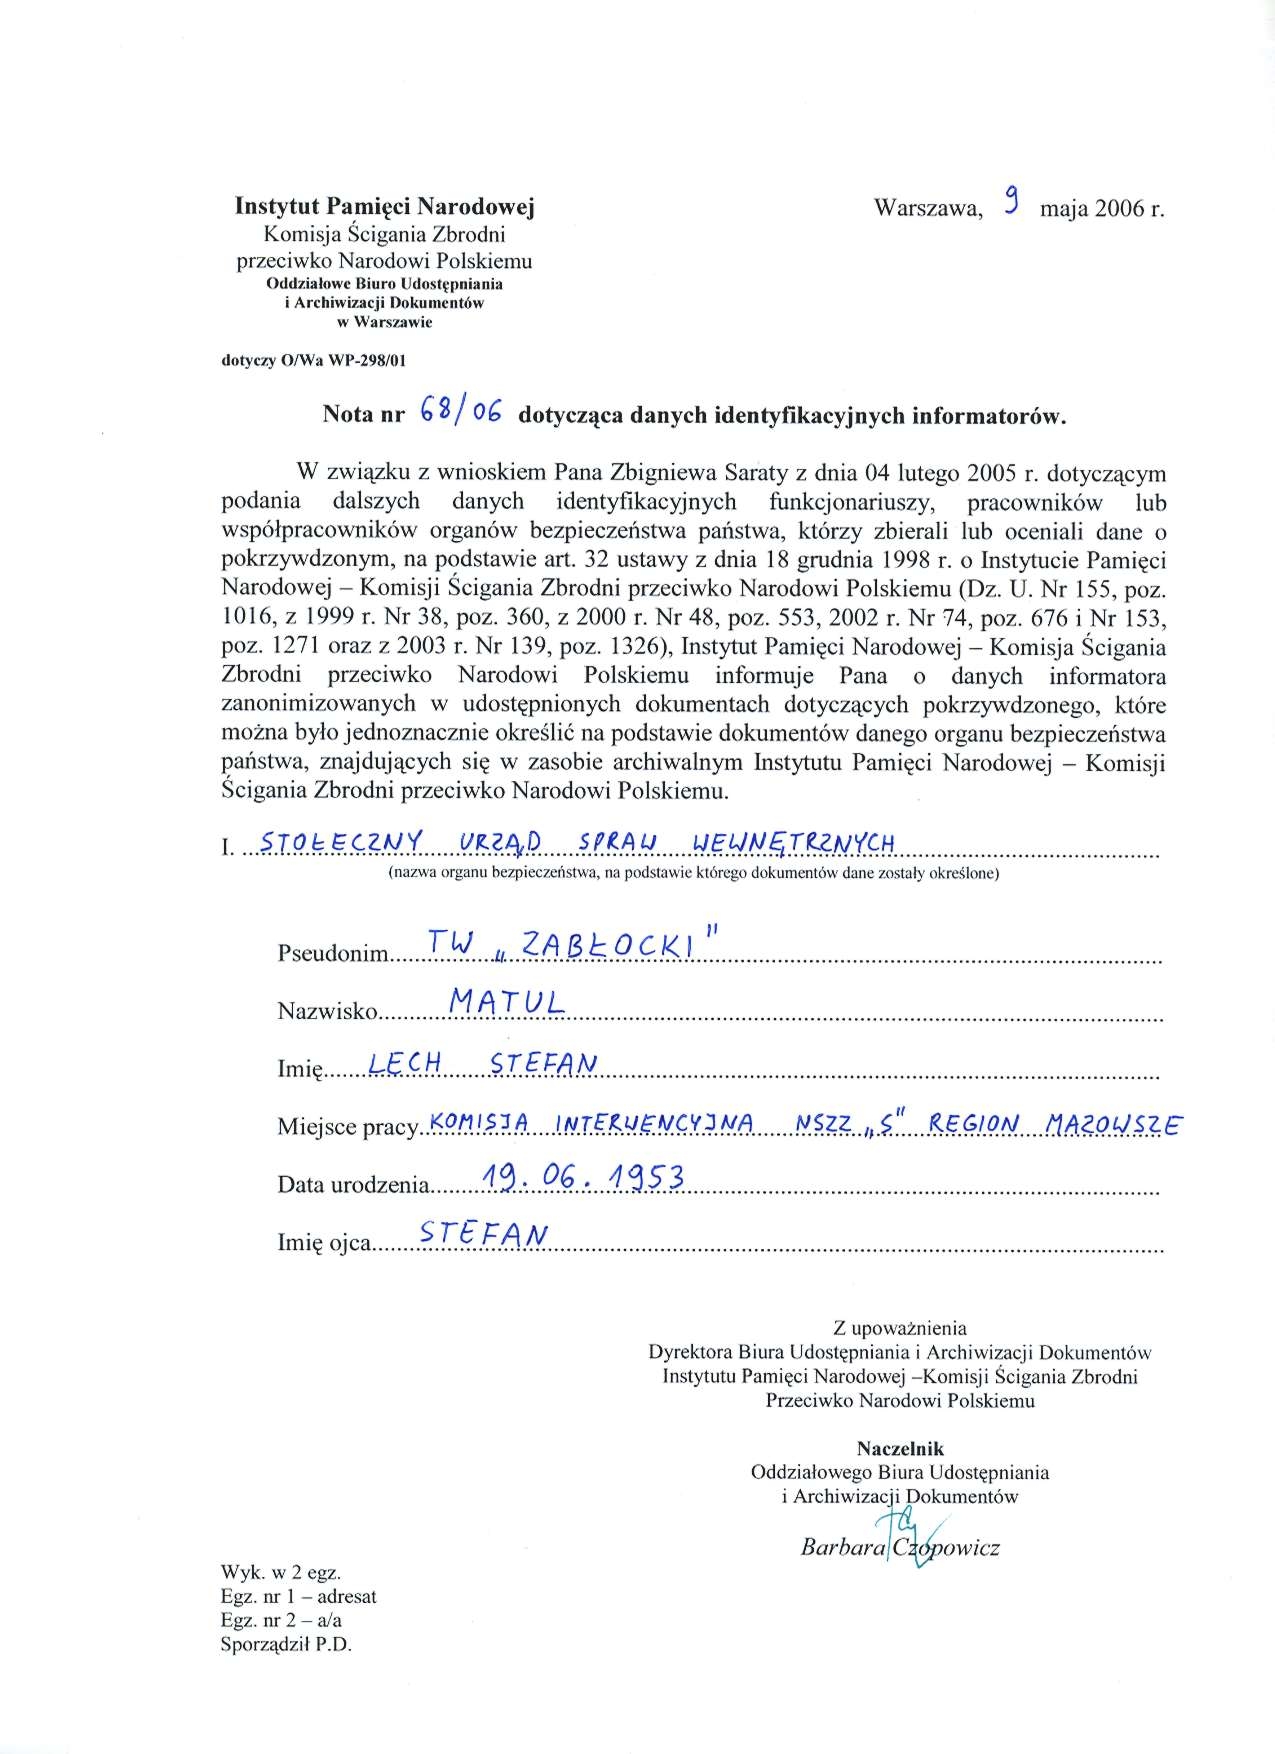 Instytut Pamięci Narodowej
Komisja Ścigania Zbrodni
przeciwko Narodowi Polskiemu
Oddziałowe Biuro Udostępniania
i Archiwizacji Dokumentów
w Warszawie
Warszawa, 9 maja 2006 r.
dotyczy O/Wa WP-298/01
Nota nr 68/06 dotycząca danych identyfikacyjnych informatorów.
W związku z wnioskiem Pana Zbigniewa Saraty z dnia 04 lutego 2005 r. dotyczącym
podania dalszych danych identyfikacyjnych funkcjonariuszy, pracowników lub
współpracowników organów bezpieczeństwa państwa, którzy zbierali lub oceniali dane o
pokrzywdzonym, na podstawie art. 32 ustawy z dnia 18 grudnia 1998 r. o Instytucie Pamięci
Narodowej – Komisji Ścigania Zbrodni przeciwko Narodowi Polskiemu (Dz. U. Nr 155, poz.
1016, z 1999 r. Nr 38, poz. 360, z 2000 r. Nr 48, poz. 553, 2002 r. Nr 74, poz. 676 i Nr 153,
poz. 1271 oraz z 2003 r. Nr 139, poz. 1326), Instytut Pamięci Narodowej – Komisja Ścigania
Zbrodni przeciwko Narodowi Polskiemu informuje Pana o danych informatora
zanonimizowanych w udostępnionych dokumentach dotyczących pokrzywdzonego, które
można było jednoznacznie określić na podstawie dokumentów danego organu bezpieczeństwa
państwa, znajdujących się w zasobie archiwalnym Instytutu Pamięci Narodowej – Komisji
Ścigania Zbrodni przeciwko Narodowi Polskiemu.
I. STOŁECZNY URZĄD SPRAW WEWNĘTRZNYCH
(nazwa organu bezpieczeństwa, na podstawie którego dokumentów dane zostały określone)
Pseudonim TW „ZABŁOCKI"
Nazwisko MATUL
Imię LECH STEFAN
Miejsce pracy KOMISJA INTERWENCYJNA NSZZ „S" REGION MAZOWSZE
Data urodzenia 19.06.1953
Imię ojca STEFAN
Z upoważnienia
Dyrektora Biura Udostępniania i Archiwizacji Dokumentów
Instytutu Pamięci Narodowej –Komisji Ścigania Zbrodni
Przeciwko Narodowi Polskiemu
Naczelnik
Oddziałowego Biura Udostępniania
i Archiwizacji Dokumentów
Barbara Czopowicz
Wyk. w 2 egz.
Egz. nr 1 – adresat
Egz. nr 2 – a/a
Sporządził P.D.